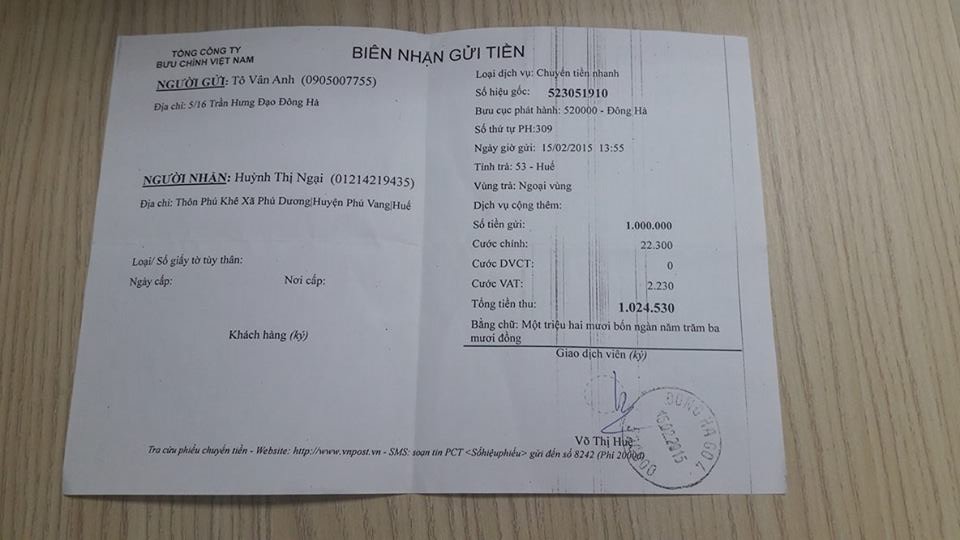 TỔNG CÔNG TY
BƯU CHÍNH VIỆT NAM
BIÊN NHẬN GỬI TIỀN
NGƯỜI GỬI: Tô Vân Anh (0905007755)
Địa chỉ: 5/16 Trần Hưng Đạo Đông Hà
NGƯỜI NHẬN: Huỳnh Thị Ngại (01214219435)
Địa chỉ: Thôn Phú Khê Xã Phú Dương|Huyện Phú Vang|Huế
Loại/ Số giấy tờ tùy thân:
Ngày cấp: Nơi cấp:
Khách hàng (ký)
Loại dịch vụ: Chuyển tiền nhanh
Số hiệu gốc: 523051910
Bưu cục phát hành: 520000 - Đông Hà
Số thứ tự PH:309
Ngày giờ gửi: 15/02/2015 13:55
Tỉnh trả: 53 - Huế
Vùng trả: Ngoại vùng
Dịch vụ cộng thêm:
Số tiền gửi: 1.000.000
Cước chính: 22.300
Cước DVCT: 0
Cước VAT: 2.230
Tổng tiền thu: 1.024.530
Bằng chữ: Một triệu hai mươi bốn ngàn năm trăm ba
mươi đồng
Giao dịch viên (ký)
Võ Thị Huệ
ĐÔNG HÀ GD 1
15.02.2015
Tra cứu phiếu chuyển tiền - Website: http://www.vnpost.vn - SMS: soạn tin PCT <Sốhiệuphiếu> gửi đến số 8242 (Phí 2000đ)